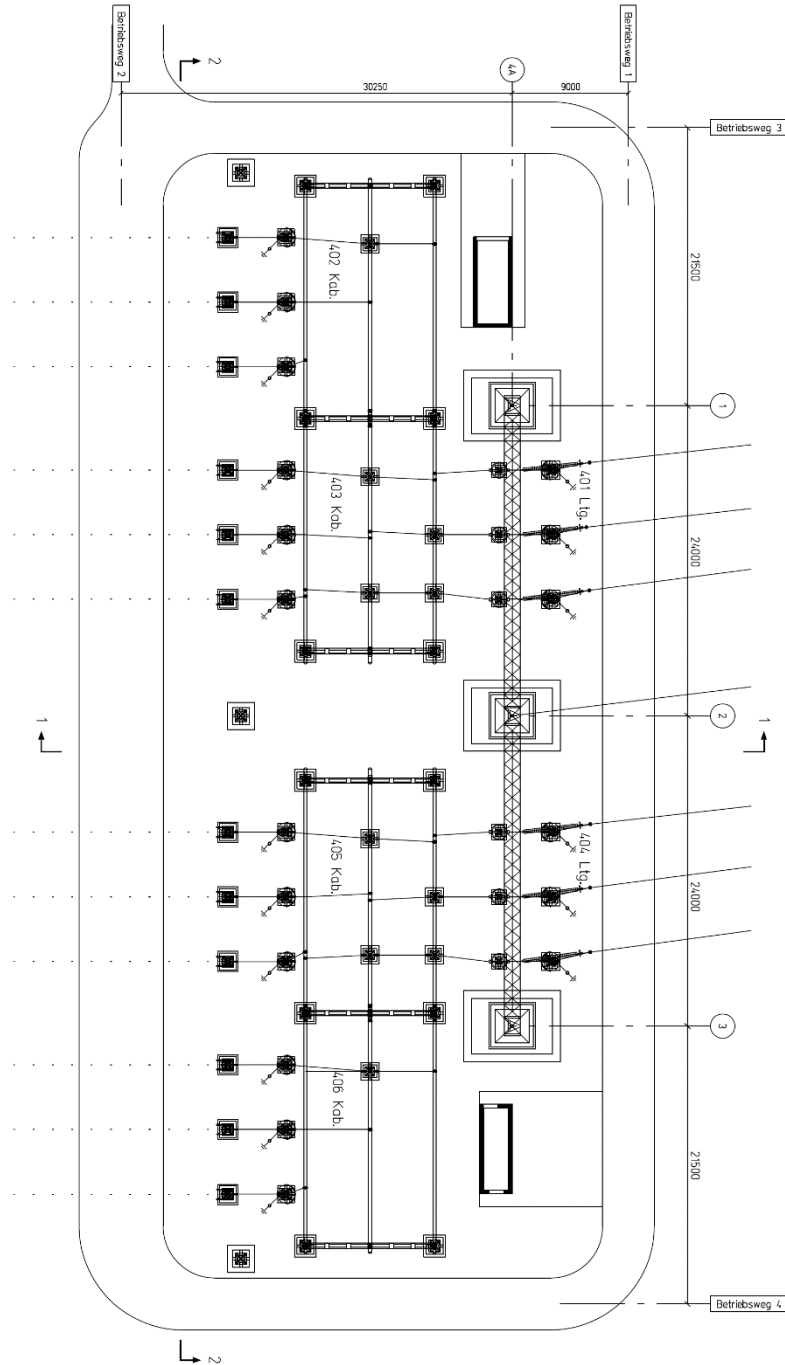 Betriebsweg 2
2
4A
Betriebsweg 1
30250
9000
Betriebsweg 3
21500
402 Kab.
1
403 Kab.
401 Ltg.
24000
1
2
1
405 Kab.
404 Ltg.
24000
3
406 Kab.
21500
Betriebsweg 4
2